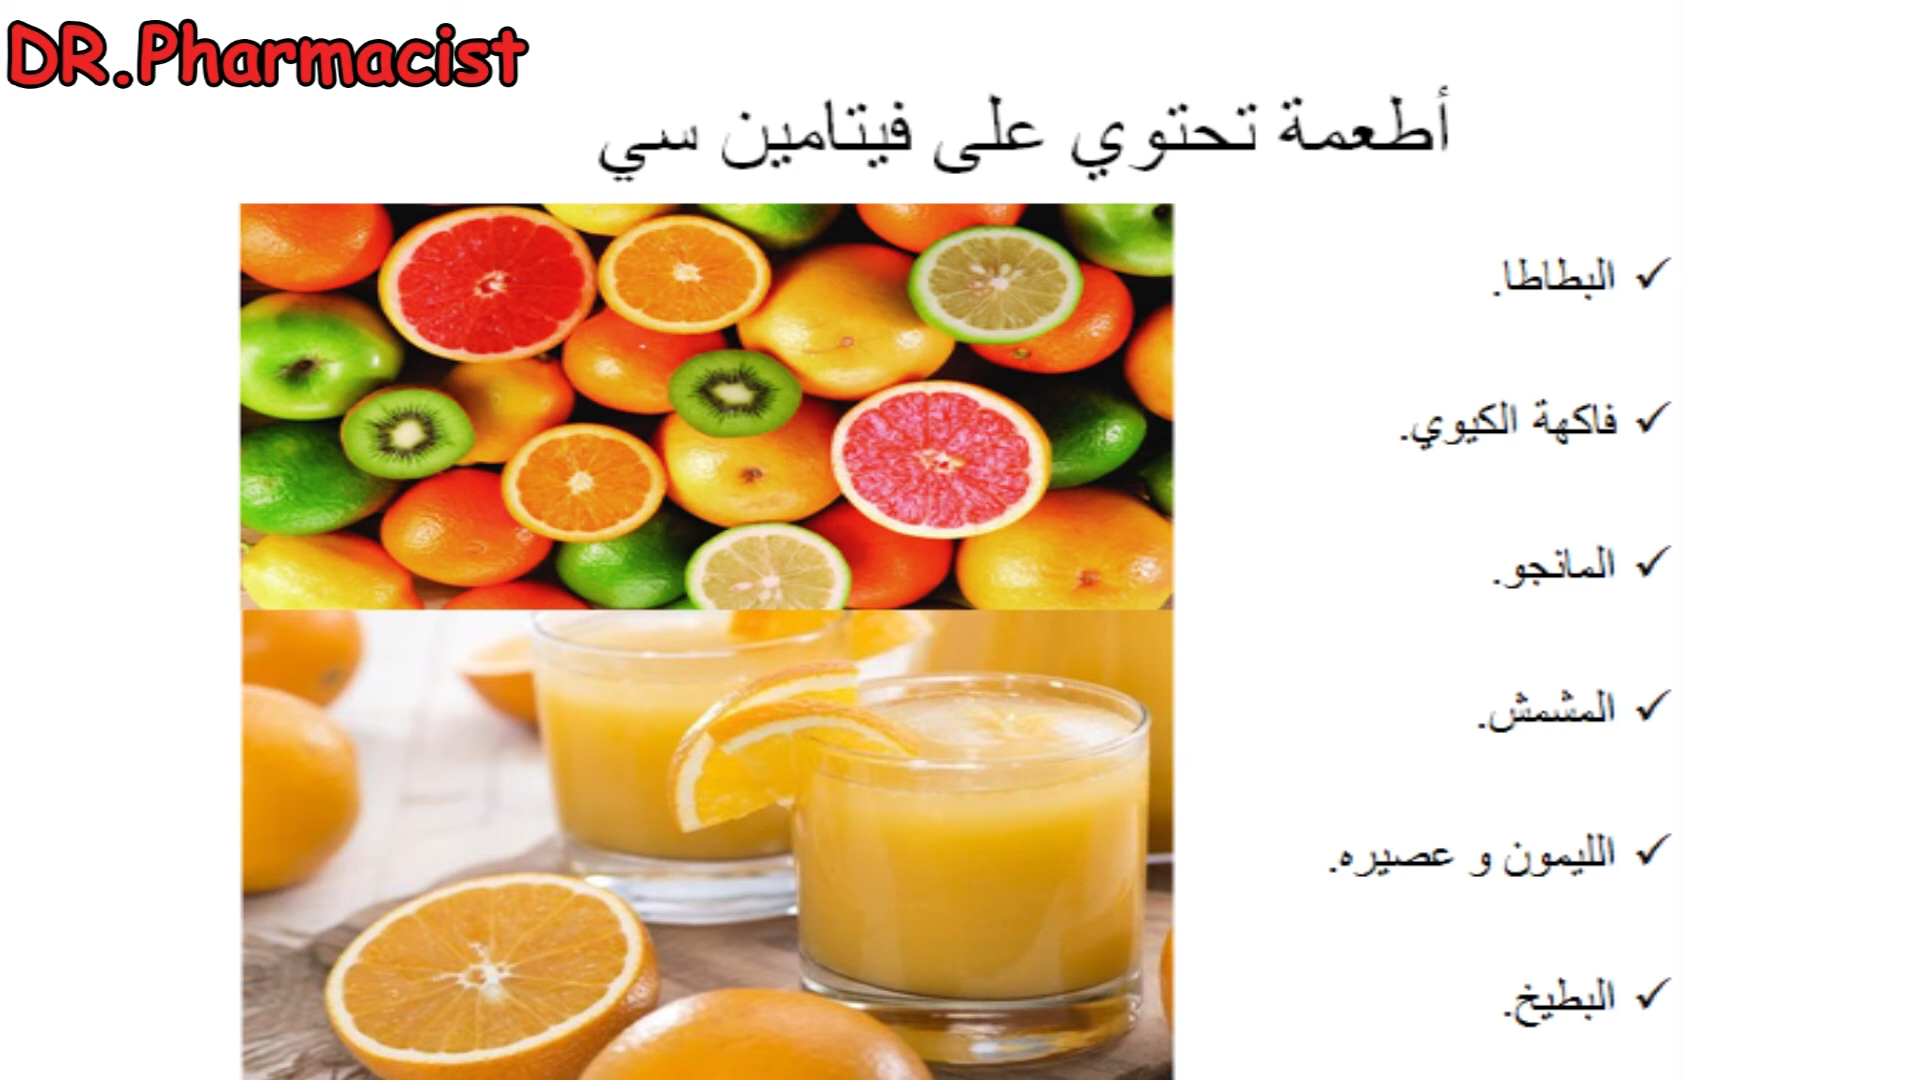 DR.Pharmacist
أطعمة تحتوي على فيتامين سي
✓ البطاطا.
✓ فاكهة الكيوي.
✓ المانجو.
✓ المشمش.
✓ الليمون و عصيره.
✓ البطيخ.